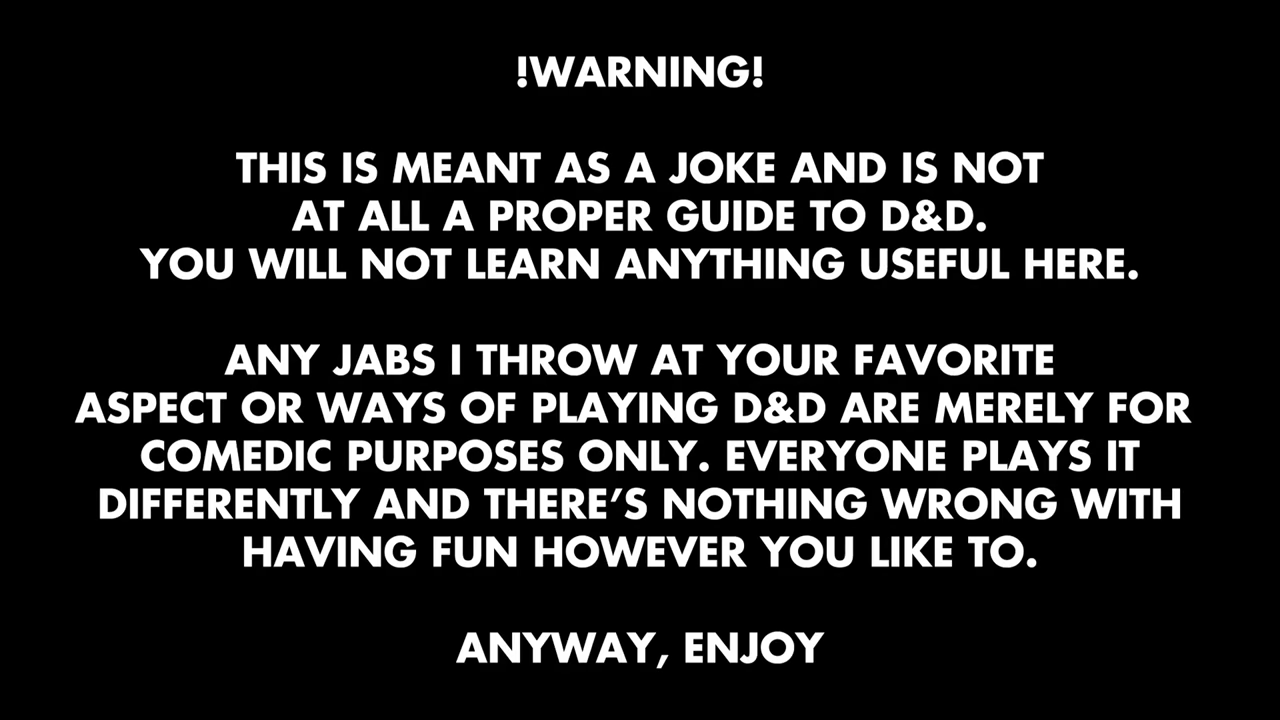 !WARNING!
THIS IS MEANT AS A JOKE AND IS NOT
AT ALL A PROPER GUIDE TO D&D.
YOU WILL NOT LEARN ANYTHING USEFUL HERE.
ANY JABS I THROW AT YOUR FAVORITE
ASPECT OR WAYS OF PLAYING D&D ARE MERELY FOR
COMEDIC PURPOSES ONLY. EVERYONE PLAYS IT
DIFFERENTLY AND THERE’S NOTHING WRONG WITH
HAVING FUN HOWEVER YOU LIKE TO.
ANYWAY, ENJOY